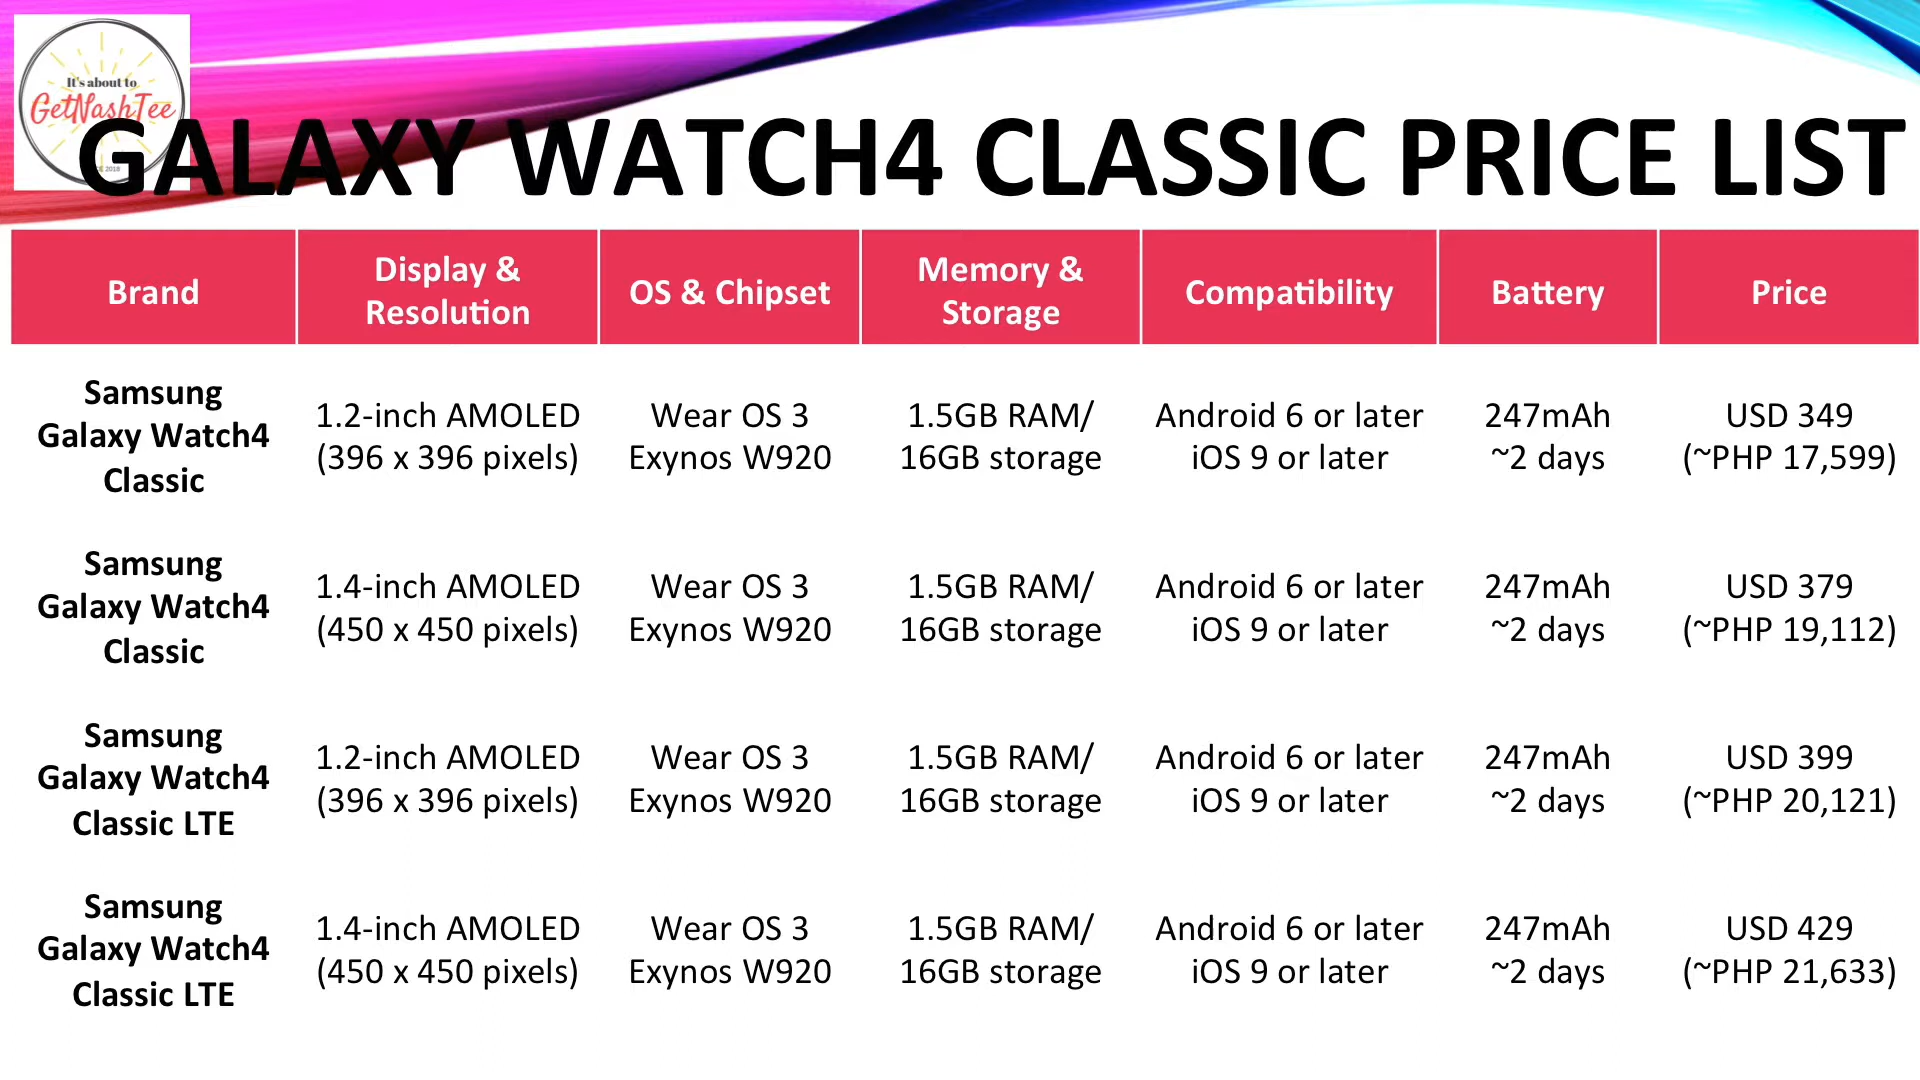 It's about to
GetNashTee
2018
GALAXY WATCH4 CLASSIC PRICE LIST
Brand
Display &
Resolution
OS & Chipset
Memory &
Storage
Compatibility
Battery
Price
Samsung
Galaxy Watch4
Classic
1.2-inch AMOLED
(396 x 396 pixels)
Wear OS 3
Exynos W920
1.5GB RAM/
16GB storage
Android 6 or later
iOS 9 or later
247mAh
~2 days
USD 349
(~PHP 17,599)
Samsung
Galaxy Watch4
Classic
1.4-inch AMOLED
(450 x 450 pixels)
Wear OS 3
Exynos W920
1.5GB RAM/
16GB storage
Android 6 or later
iOS 9 or later
247mAh
~2 days
USD 379
(~PHP 19,112)
Samsung
Galaxy Watch4
Classic LTE
1.2-inch AMOLED
(396 x 396 pixels)
Wear OS 3
Exynos W920
1.5GB RAM/
16GB storage
Android 6 or later
iOS 9 or later
247mAh
~2 days
USD 399
(~PHP 20,121)
Samsung
Galaxy Watch4
Classic LTE
1.4-inch AMOLED
(450 x 450 pixels)
Wear OS 3
Exynos W920
1.5GB RAM/
16GB storage
Android 6 or later
iOS 9 or later
247mAh
~2 days
USD 429
(~PHP 21,633)